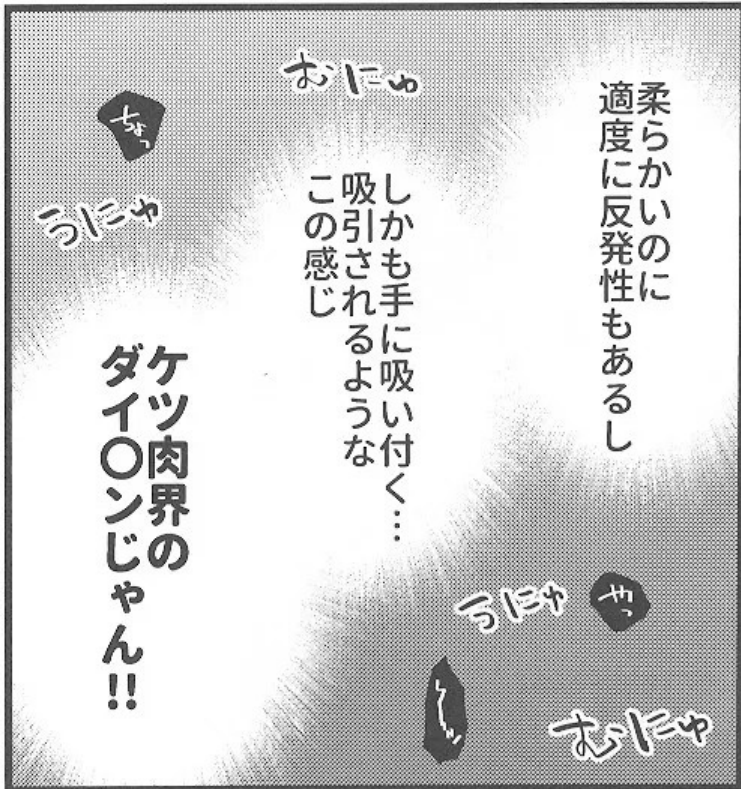 柔らかいのに
適度に反発性もあるし
むにゅ
しかも手に吸い付く…
吸引されるような
この感じ
ちょっ
うにゅ
ケツ肉界の
ダイ〇ンじゃん!!
やっ
うにゅ
むにゅ